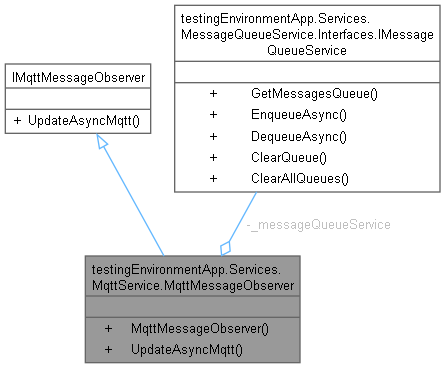 testingEnvironmentApp.Services.
MessageQueueService.Interfaces.IMessage
QueueService
+ GetMessagesQueue()
+ EnqueueAsync()
+ DequeueAsync()
+ ClearQueue()
+ ClearAllQueues()
IMqttMessageObserver
+ UpdateAsyncMqtt()
-_messageQueueService
testingEnvironmentApp.Services.
MqttService.MqttMessageObserver
+ MqttMessageObserver()
+ UpdateAsyncMqtt()